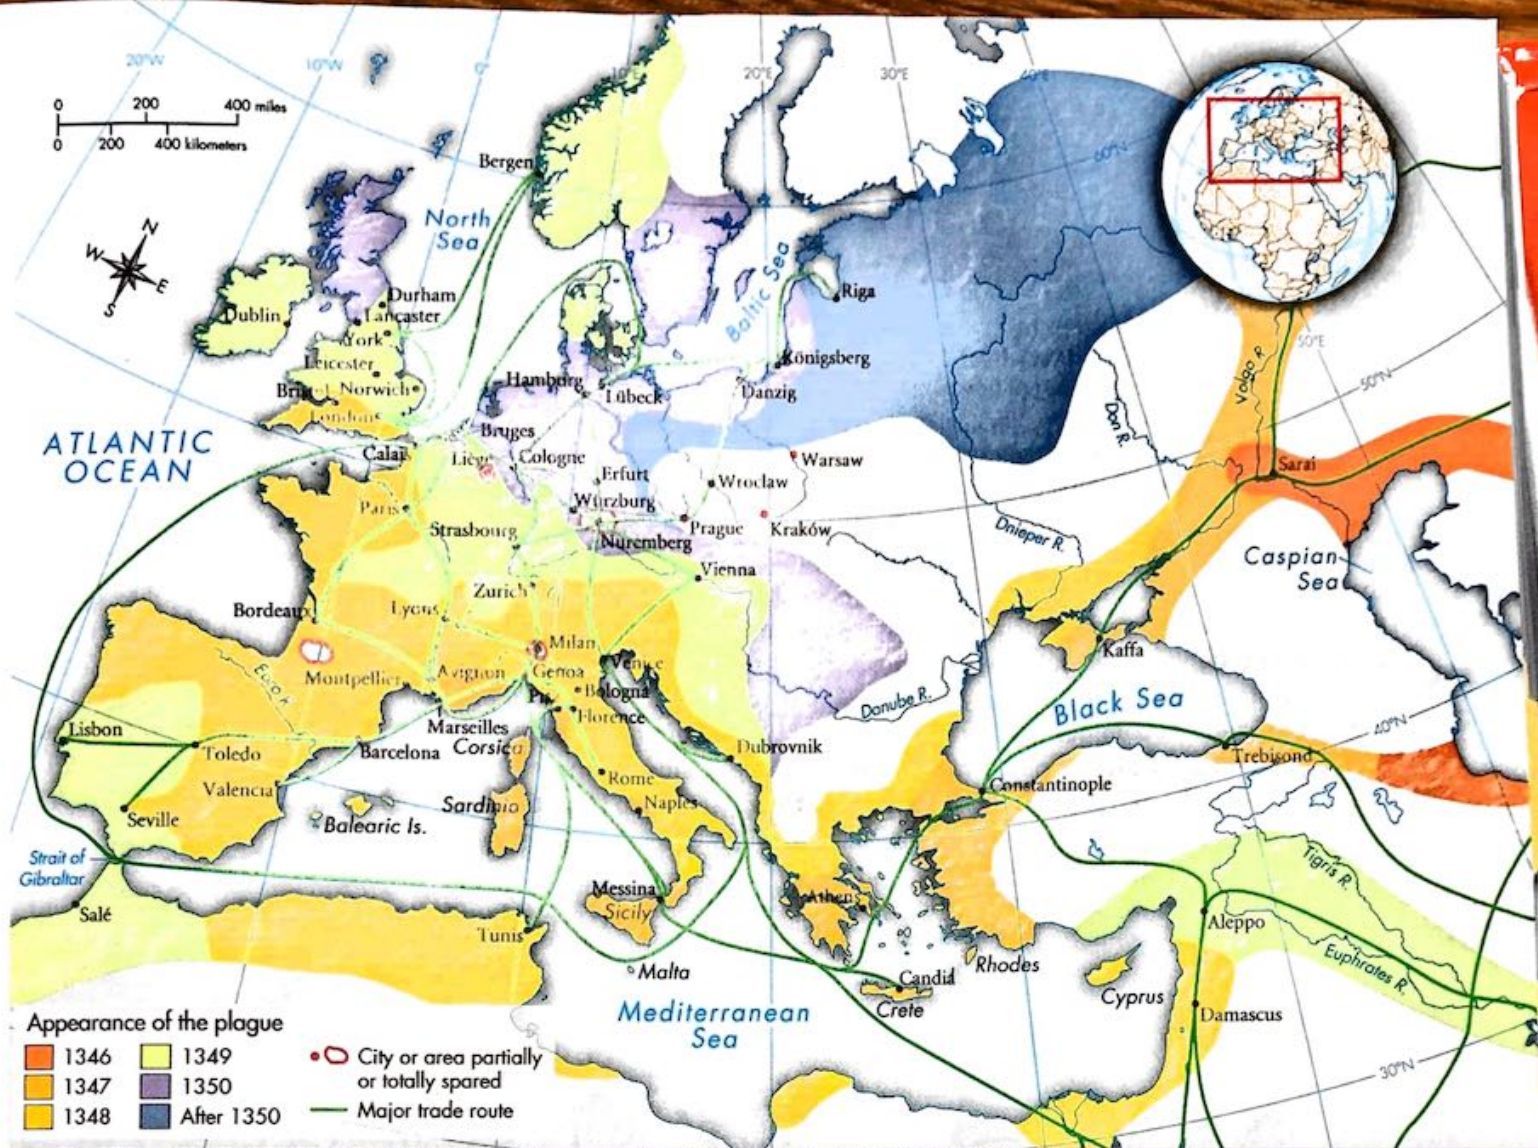 20°W
10°W
0°
10°E
20°E
30°E
40°E
0 200 400 miles
0 200 400 kilometers
Bergen
North
Sea
60°N
N
W
E
S
Baltic Sea
Riga
Durham
Lancaster
Dublin
York
50°E
Leicester
Königsberg
Volga R.
Hamburg
Norwich
Lübeck
Danzig
50°N
London
Don R.
ATLANTIC
OCEAN
Bruges
Calais
Liège
Cologne
Warsaw
Sarai
Erfurt
Wroclaw
Würzburg
Paris
Strasbourg
Prague
Kraków
Nuremberg
Dnieper R.
Caspian
Sea
Vienna
Zurich
Bordeaux
Lyons
Milan
Kaffa
Venice
Montpellier
Avignon
Genoa
Bologna
Danube R.
Black Sea
Florence
40°N
Lisbon
Marseilles
Toledo
Barcelona
Corsica
Dubrovnik
Trebisond
Valencia
Rome
Constantinople
Sardinia
Naples
Seville
Balearic Is.
Strait of
Gibraltar
Tigris R.
Messina
Athens
Salé
Sicily
Aleppo
Tunis
Malta
Rhodes
Euphrates R.
Candia
Crete
Cyprus
Mediterranean
Sea
Damascus
30°N
Appearance of the plague
1346 1349
1347 1350
1348 After 1350
City or area partially
or totally spared
Major trade route